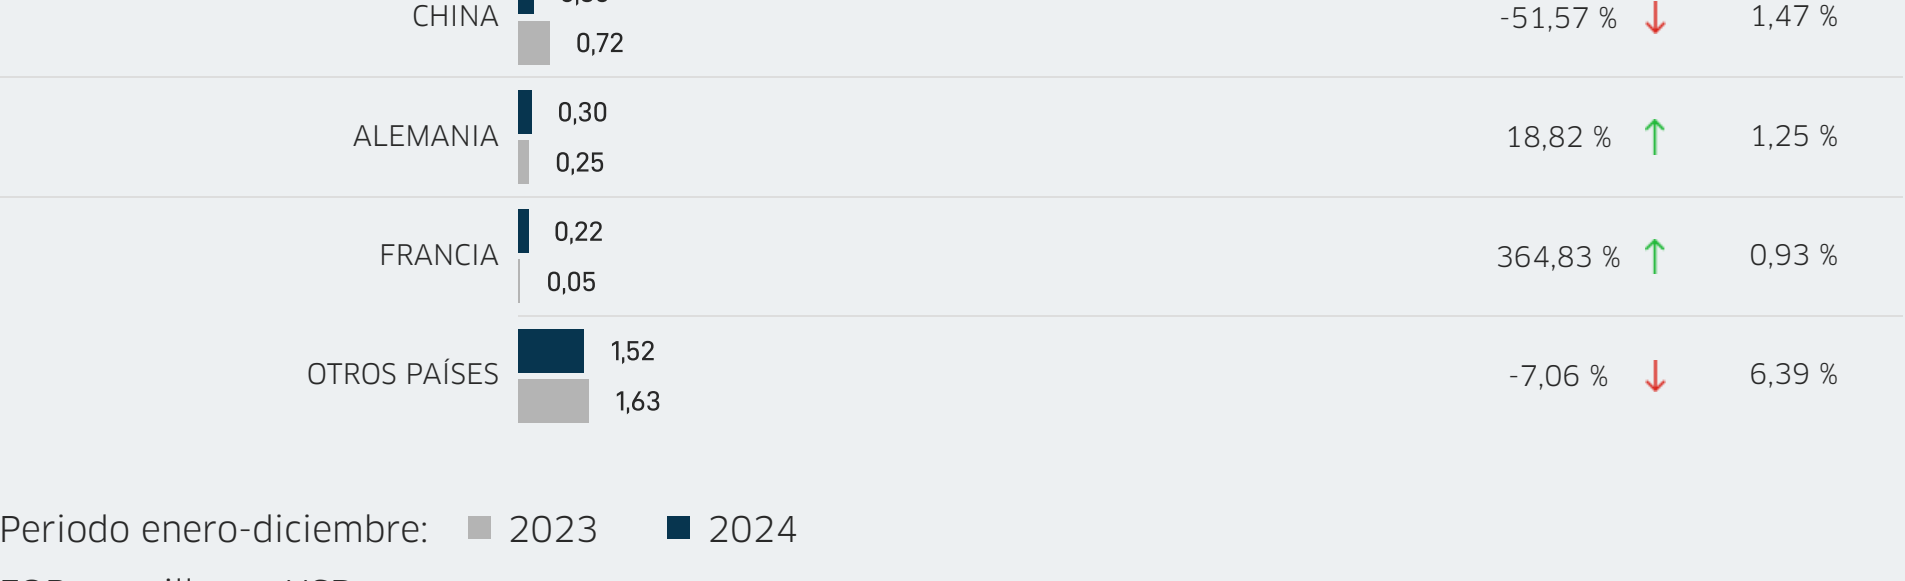 CHINA -51,57 % ↓ 1,47 %
0,72
0,30
ALEMANIA 18,82 % ↑ 1,25 %
0,25
0,22
FRANCIA 364,83 % ↑ 0,93 %
0,05
1,52
OTROS PAÍSES -7,06 % ↓ 6,39 %
1,63
Periodo enero-diciembre: 2023 2024